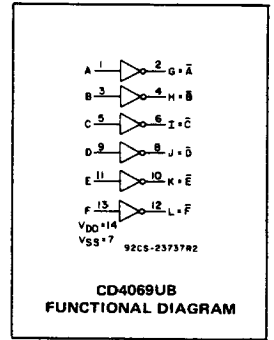 A 1 2 G = A̅
B 3 4 H = B̅
C 5 6 I = C̅
D 9 8 J = D̅
E 11 10 K = E̅
F 13 12 L = F̅
VDD = 14
VSS = 7
92CS-23737R2
CD4069UB
FUNCTIONAL DIAGRAM